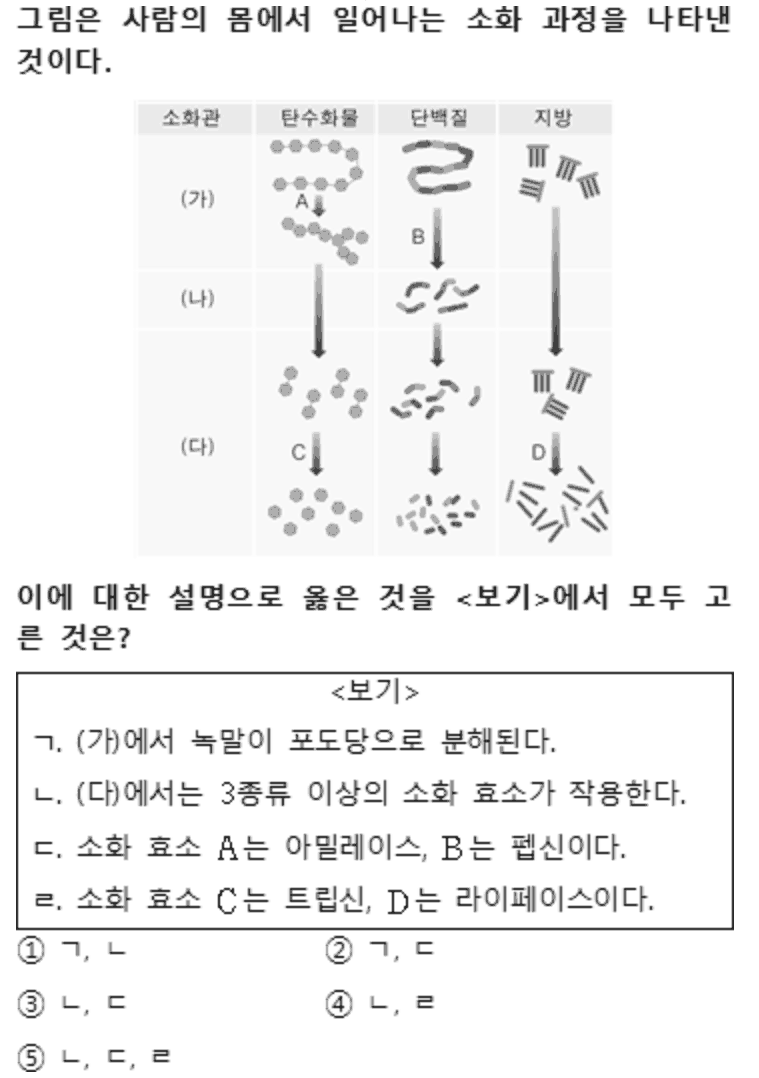 그림은 사람의 몸에서 일어나는 소화 과정을 나타낸
것이다.
소화관 탄수화물 단백질 지방
(가)
A
B
(나)
(다)
C
D
이에 대한 설명으로 옳은 것을 <보기>에서 모두 고
른 것은?
<보기>
ㄱ. (가)에서 녹말이 포도당으로 분해된다.
ㄴ. (다)에서는 3종류 이상의 소화 효소가 작용한다.
ㄷ. 소화 효소 A는 아밀레이스, B는 펩신이다.
ㄹ. 소화 효소 C는 트립신, D는 라이페이스이다.
① ㄱ, ㄴ ② ㄱ, ㄷ
③ ㄴ, ㄷ ④ ㄴ, ㄹ
⑤ ㄴ, ㄷ, ㄹ